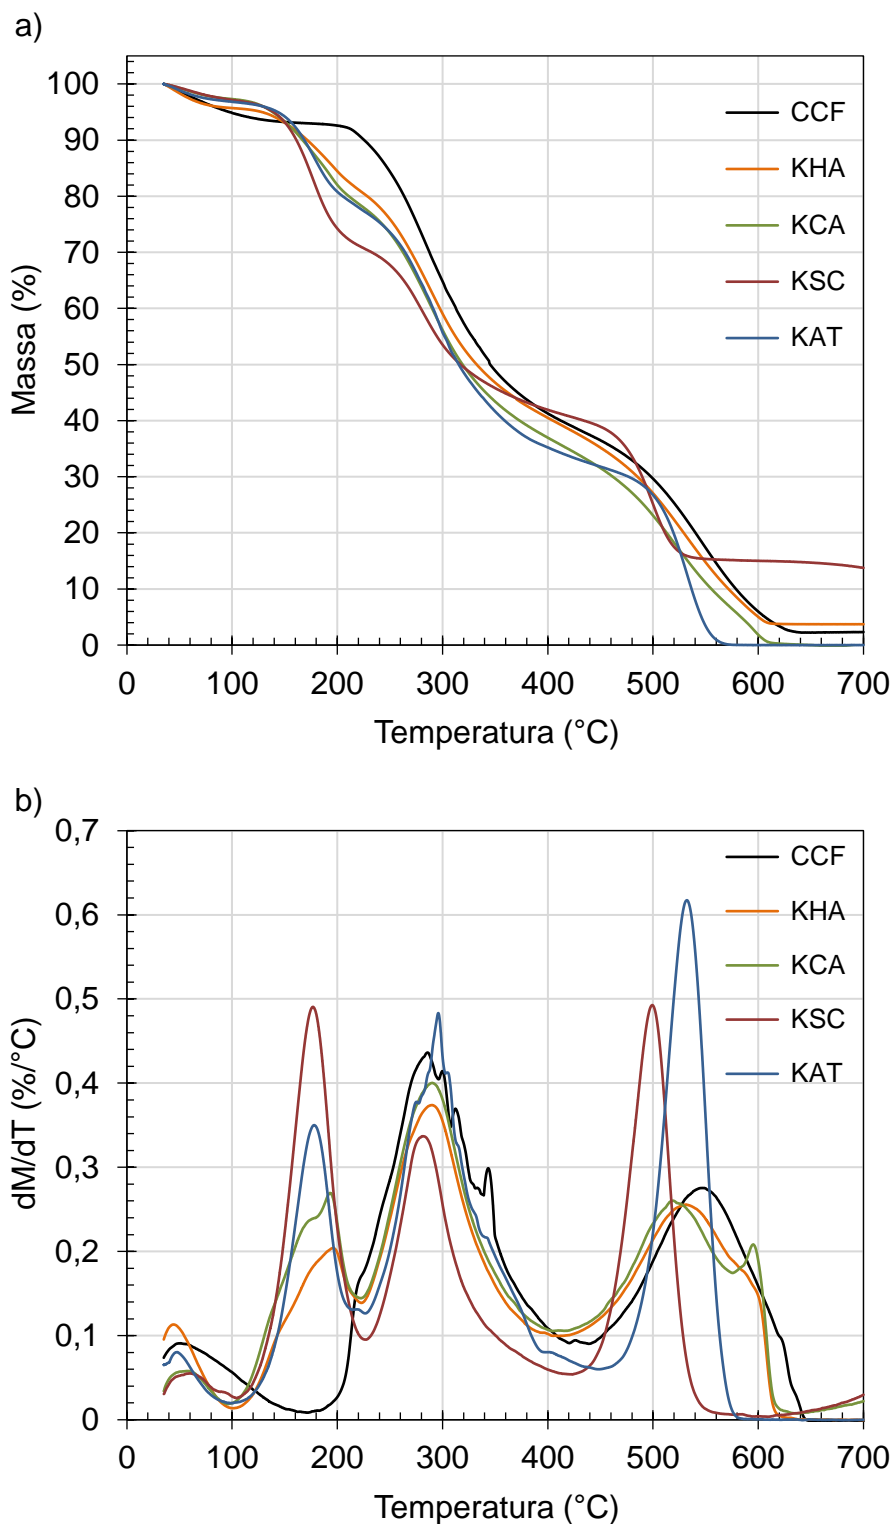 a)
100
90
80
70
60
50
40
30
20
10
0
Massa (%)
CCF
KHA
KCA
KSC
KAT
0 100 200 300 400 500 600 700
Temperatura (°C)
b)
0,7
0,6
0,5
0,4
0,3
0,2
0,1
0
dM/dT (%/°C)
CCF
KHA
KCA
KSC
KAT
0 100 200 300 400 500 600 700
Temperatura (°C)